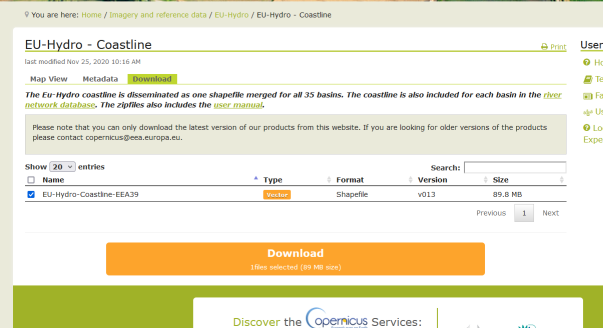 You are here: Home / Imagery and reference data / EU-Hydro / EU-Hydro - Coastline
EU-Hydro - Coastline
Print
last modified Nov 25, 2020 10:16 AM
Map View Metadata Download
The Eu-Hydro coastline is disseminated as one shapefile merged for all 35 basins. The coastline is also included for each basin in the river
network database. The zipfiles also includes the user manual.
Please note that you can only download the latest version of our products from this website. If you are looking for older versions of the products
please contact copernicus@eea.europa.eu.
Show 20 entries
Search:
Name Type Format Version Size
EU-Hydro-Coastline-EEA39 Vector Shapefile v013 89.8 MB
Previous 1 Next
Download
1files selected (89 MB size)
Discover the Copernicus Services:
User
Expe